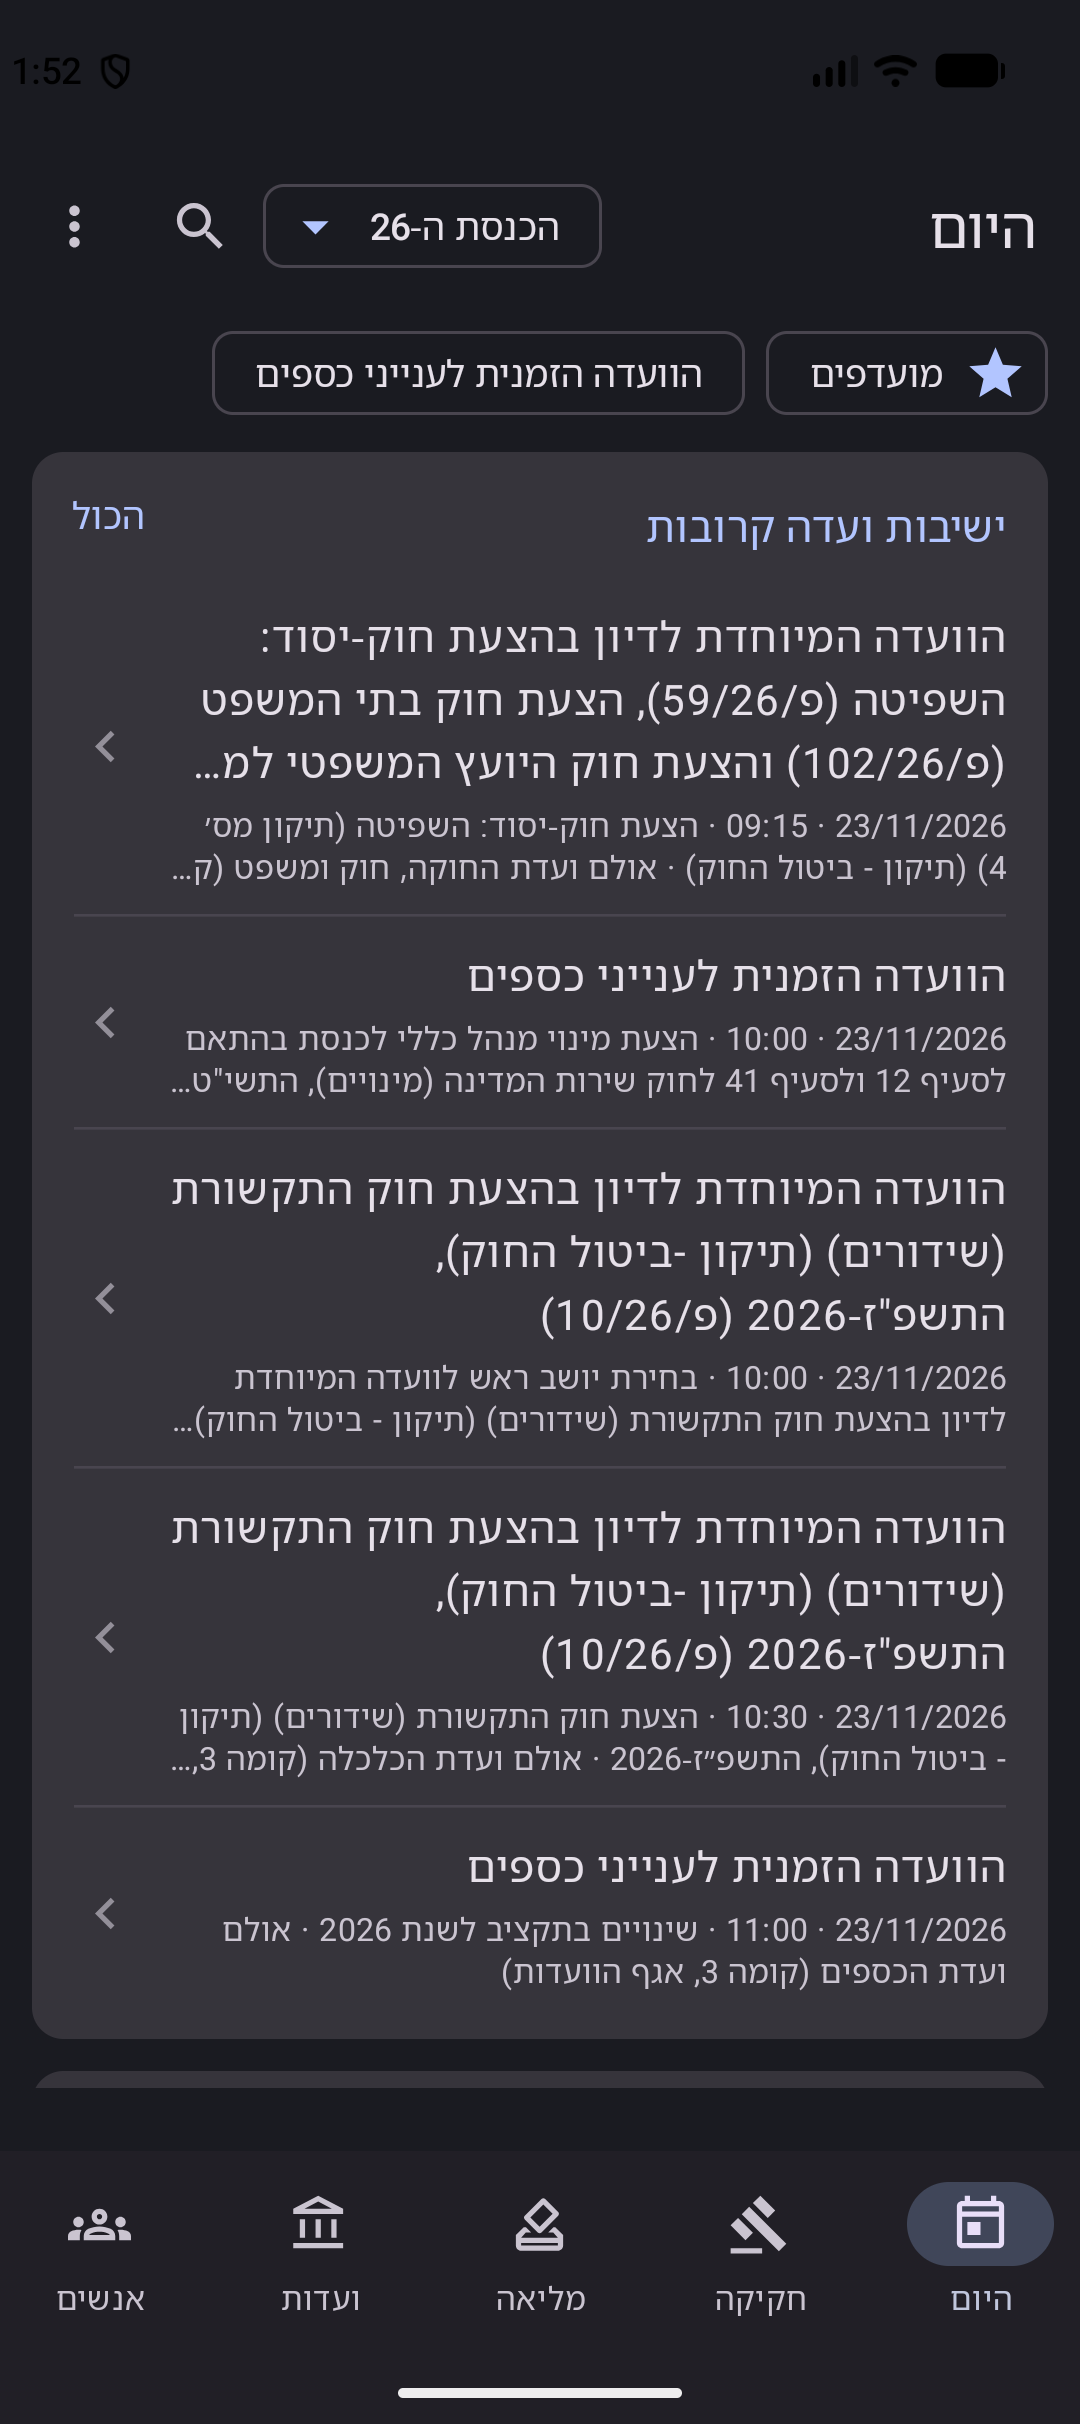 1:52
היום
הכנסת ה-26
מועדפים
הוועדה הזמנית לענייני כספים
ישיבות ועדה קרובות
הכול
הוועדה המיוחדת לדיון בהצעת חוק-יסוד:
השפיטה (פ/59/26), הצעת חוק בתי המשפט
(פ/102/26) והצעת חוק היועץ המשפטי למ...
23/11/2026 · 09:15 · הצעת חוק-יסוד: השפיטה (תיקון מס׳
4) (תיקון - ביטול החוק) · אולם ועדת החוקה, חוק ומשפט (ק...
הוועדה הזמנית לענייני כספים
23/11/2026 · 10:00 · הצעת מינוי מנהל כללי לכנסת בהתאם
לסעיף 12 ולסעיף 41 לחוק שירות המדינה (מינויים), התשי"ט...
הוועדה המיוחדת לדיון בהצעת חוק התקשורת
(שידורים) (תיקון -ביטול החוק),
התשפ"ז-2026 (פ/10/26)
23/11/2026 · 10:00 · בחירת יושב ראש לוועדה המיוחדת
לדיון בהצעת חוק התקשורת (שידורים) (תיקון - ביטול החוק)...
הוועדה המיוחדת לדיון בהצעת חוק התקשורת
(שידורים) (תיקון -ביטול החוק),
התשפ"ז-2026 (פ/10/26)
23/11/2026 · 10:30 · הצעת חוק התקשורת (שידורים) (תיקון
- ביטול החוק), התשפ״ז-2026 · אולם ועדת הכלכלה (קומה 3,...
הוועדה הזמנית לענייני כספים
23/11/2026 · 11:00 · שינויים בתקציב לשנת 2026 · אולם
ועדת הכספים (קומה 3, אגף הוועדות)
היום
חקיקה
מליאה
ועדות
אנשים